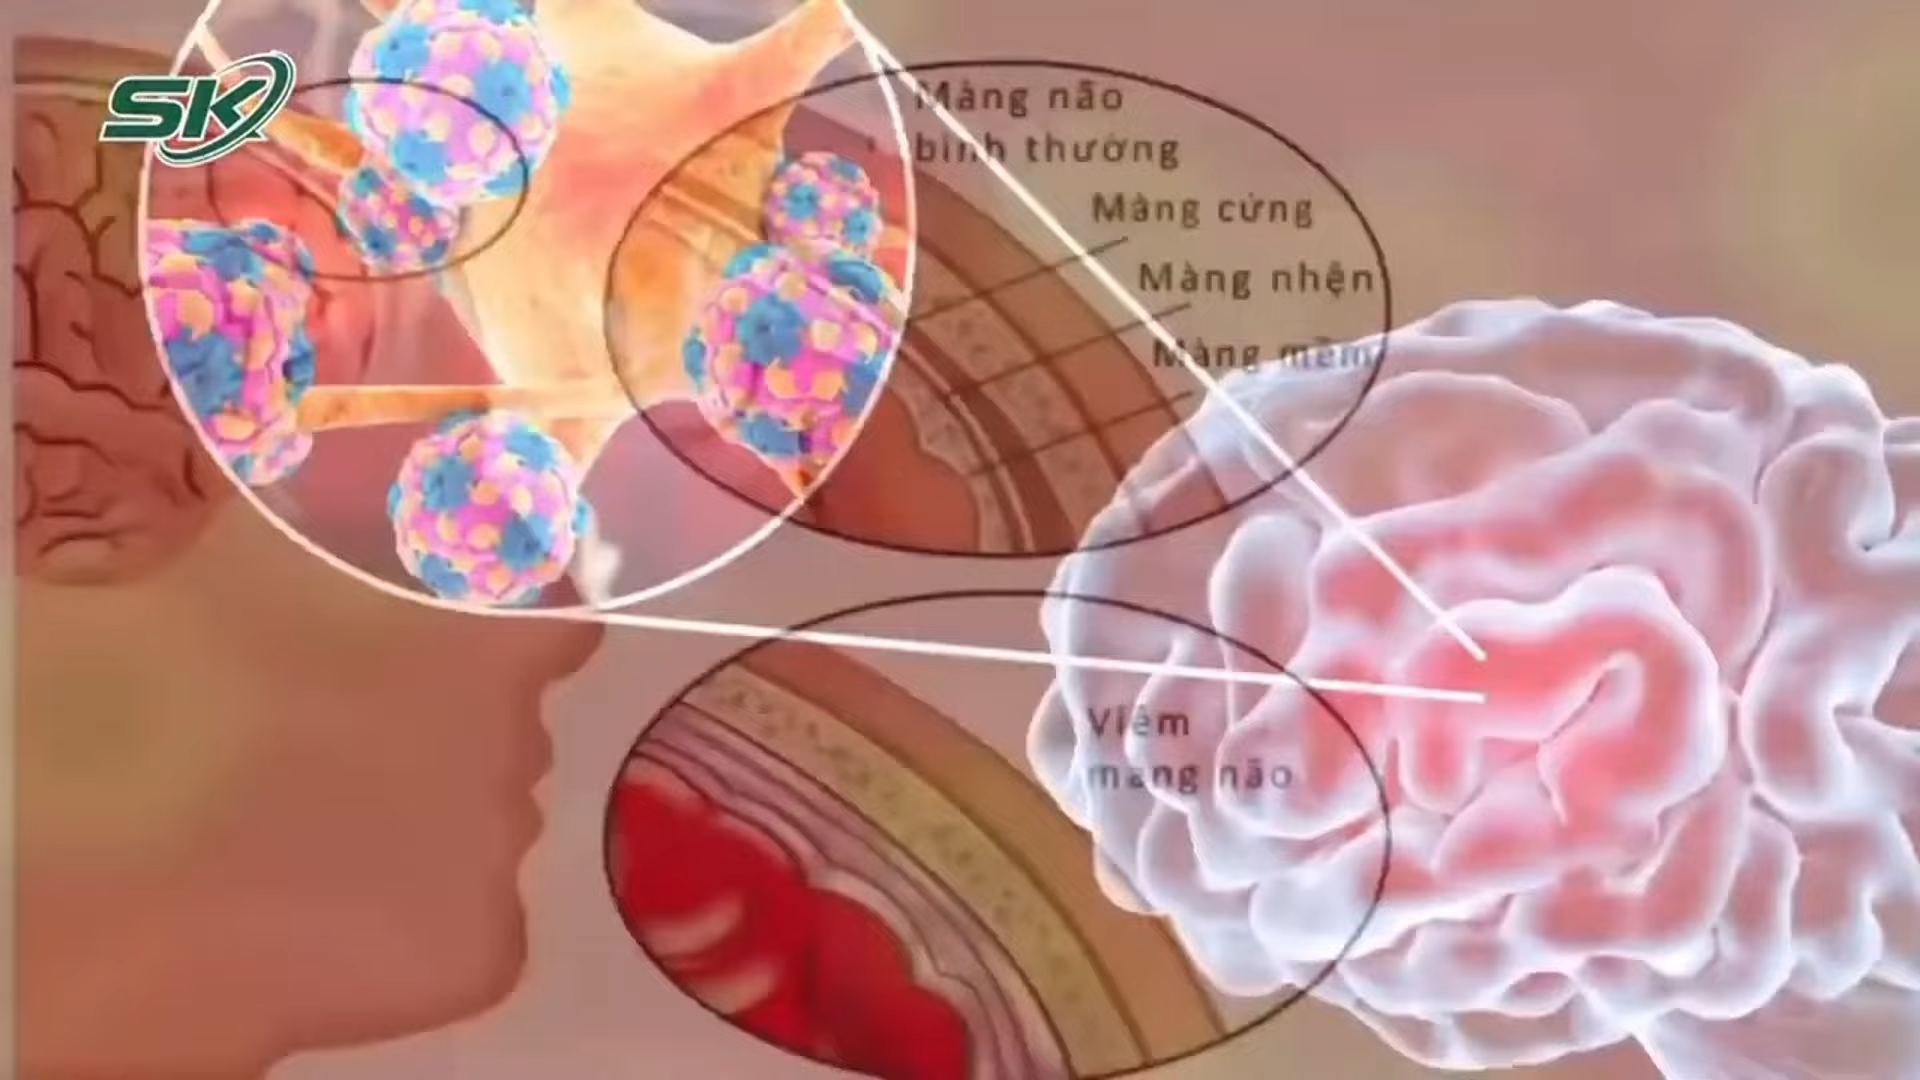 SK
Màng não
bình thường
Màng cứng
Màng nhện
Màng mềm
Viêm
màng não